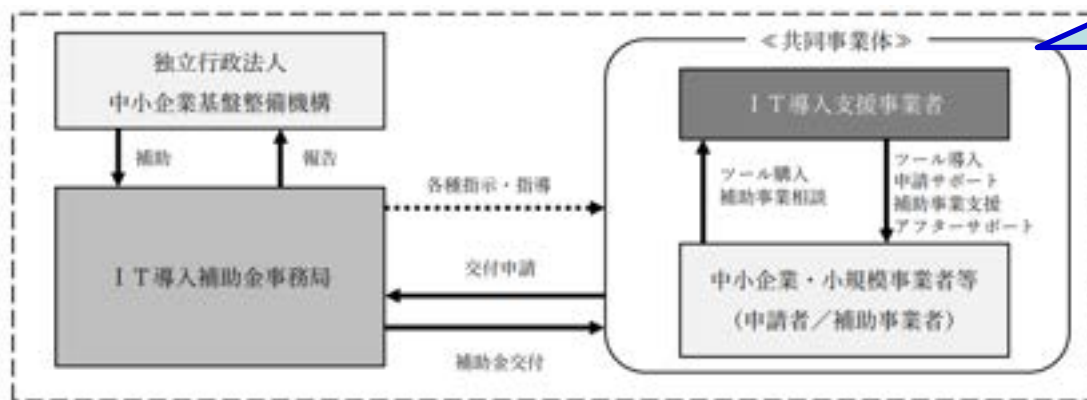 独立行政法人
中小企業基盤整備機構
補助
報告
IT導入補助金事務局
各種指示・指導
交付申請
補助金交付
≪共同事業体≫
IT導入支援事業者
ツール購入
補助事業相談
ツール導入
申請サポート
補助事業支援
アフターサポート
中小企業・小規模事業者等
(申請者/補助事業者)